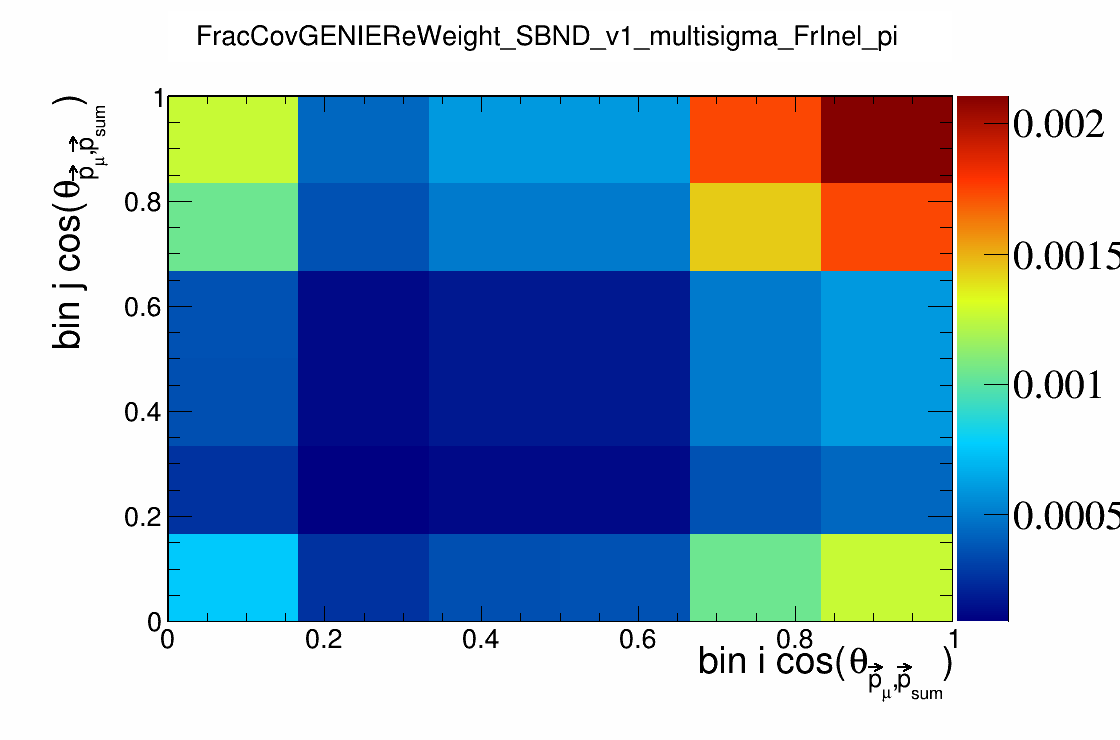 FracCovGENIEReWeight_SBND_v1_multisigma_FrInel_pi
bin j cos(θ p⃗μ,p⃗sum)
1
0.8
0.6
0.4
0.2
0
0 0.2 0.4 0.6 0.8 1
bin i cos(θ p⃗μ,p⃗sum)
0.002
0.0015
0.001
0.0005